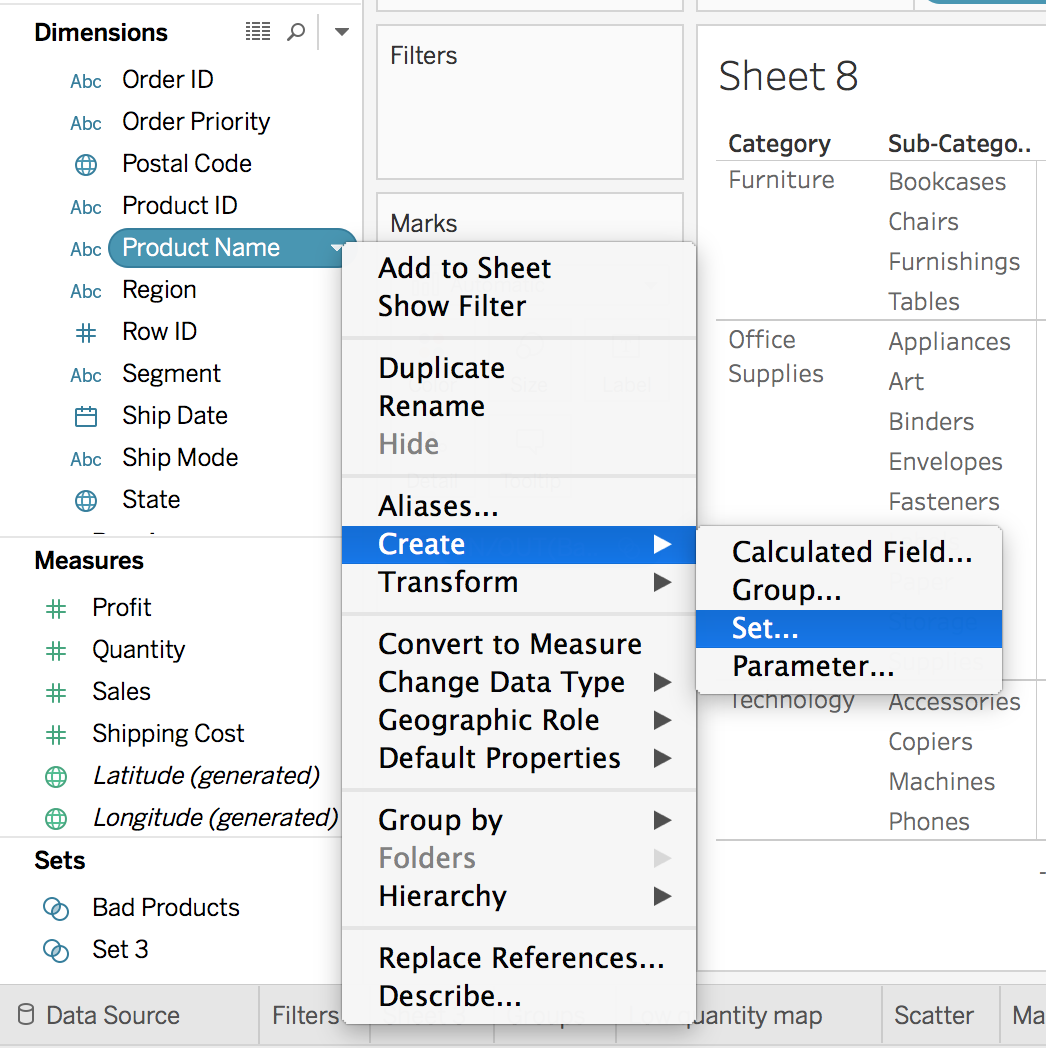 Dimensions
Abc Order ID
Abc Order Priority
Postal Code
Abc Product ID
Abc Product Name
Abc Region
# Row ID
Abc Segment
Ship Date
Abc Ship Mode
State
Measures
# Profit
# Quantity
# Sales
# Shipping Cost
Latitude (generated)
Longitude (generated)
Sets
Bad Products
Set 3
Filters
Marks
Add to Sheet
Show Filter
Duplicate
Rename
Hide
Aliases...
Create
Transform
Convert to Measure
Change Data Type
Geographic Role
Default Properties
Group by
Folders
Hierarchy
Replace References...
Describe...
Calculated Field...
Group...
Set...
Parameter...
Sheet 8
Category Sub-Catego..
Furniture Bookcases
Chairs
Furnishings
Tables
Office Supplies Appliances
Art
Binders
Envelopes
Fasteners
Technology Accessories
Copiers
Machines
Phones
Data Source Filters Sheet 3 Groups Low quantity map Scatter Ma